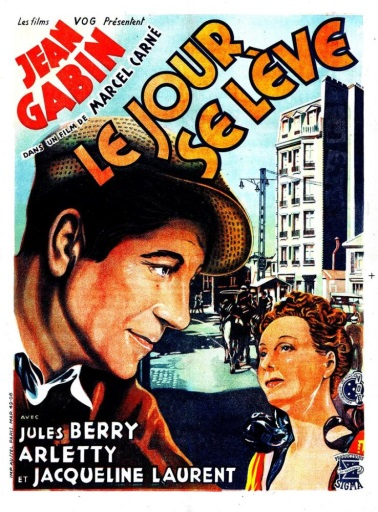 Les films VOG Présentent
JEAN
GABIN
DANS UN FILM DE MARCEL CARNÉ
LE JOUR
SE LÈVE
AVEC
JULES BERRY
ARLETTY
ET JACQUELINE LAURENT
SIGMA